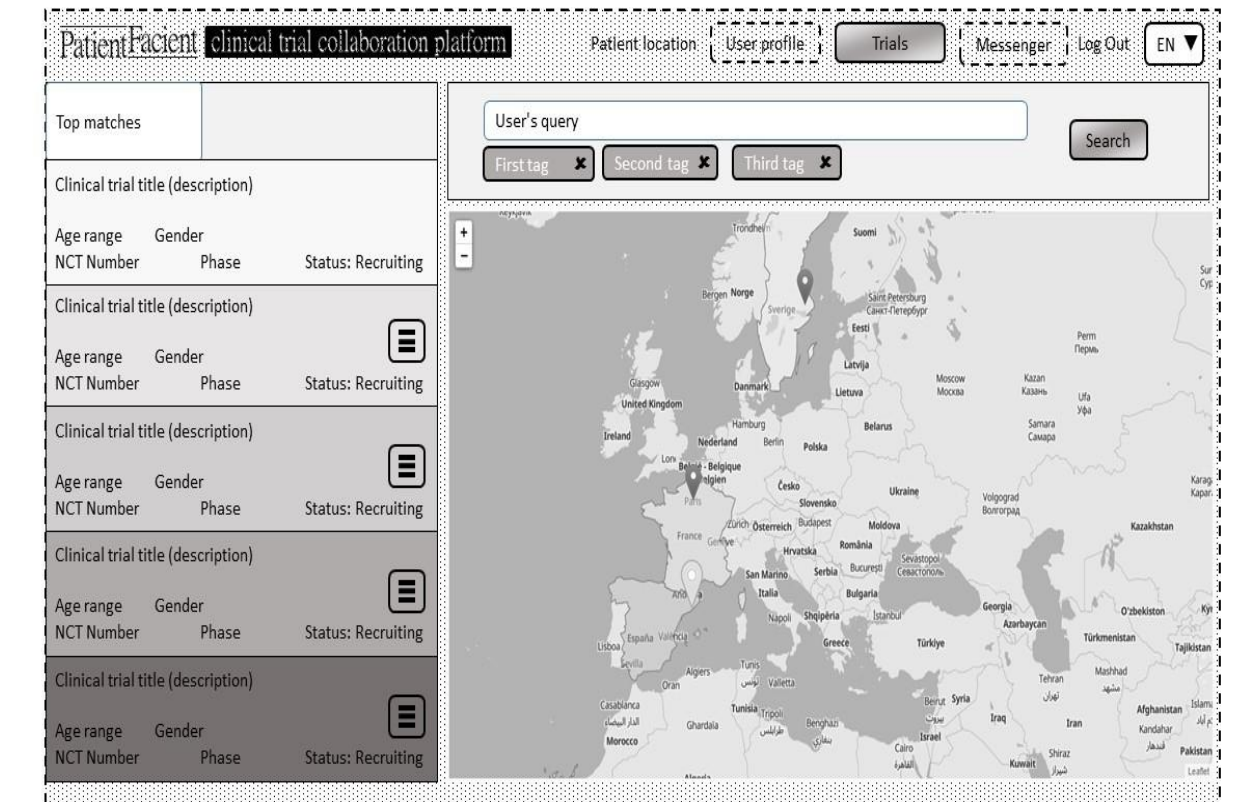 PatientFacient clinical trial collaboration platform
Patient location User profile Trials Messenger Log Out EN ▼
Top matches
User's query
Search
First tag ✘ Second tag ✘ Third tag ✘
Clinical trial title (description)
Age range Gender
NCT Number Phase Status: Recruiting
Clinical trial title (description)
Age range Gender
NCT Number Phase Status: Recruiting
Clinical trial title (description)
Age range Gender
NCT Number Phase Status: Recruiting
Clinical trial title (description)
Age range Gender
NCT Number Phase Status: Recruiting
Clinical trial title (description)
Age range Gender
NCT Number Phase Status: Recruiting
+
-
Trondheim
Suomi
Bergen Norge
Sverige
Saint Petersburg
Санкт-Петербург
Eesti
Perm
Пермь
Latvija
Glasgow
Danmark
Lietuva
Moscow
Москва
Kazan
Казань
Ufa
Уфа
United Kingdom
Hamburg
Belarus
Samara
Самара
Ireland
Nederland
Berlin
Polska
België - Belgique
Česko
Ukraine
Paris
Slovensko
Volgograd
Волгоград
Kazakhstan
France
Zürich
Österreich
Budapest
Moldova
Genève
Hrvatska
România
Sevastopol
Севастополь
San Marino
Serbia
București
Italia
Bulgaria
Georgia
O'zbekiston
Napoli
Shqipëria
İstanbul
Azərbaycan
Lisboa
España
València
Greece
Türkiye
Türkmenistan
Tajikistan
Sevilla
Algiers
Tunis
تونس
Valletta
Oran
Tehran
تهران
Mashhad
مشهد
Casablanca
الدار البيضاء
Tunisia
Tripoli
طرابلس
Benghazi
بنغازي
Beirut
بيروت
Syria
Iraq
Iran
Afghanistan
Kandahar
Morocco
Ghardaia
Israel
Cairo
القاهرة
Kuwait
Shiraz
شیراز
Pakistan
Leaflet